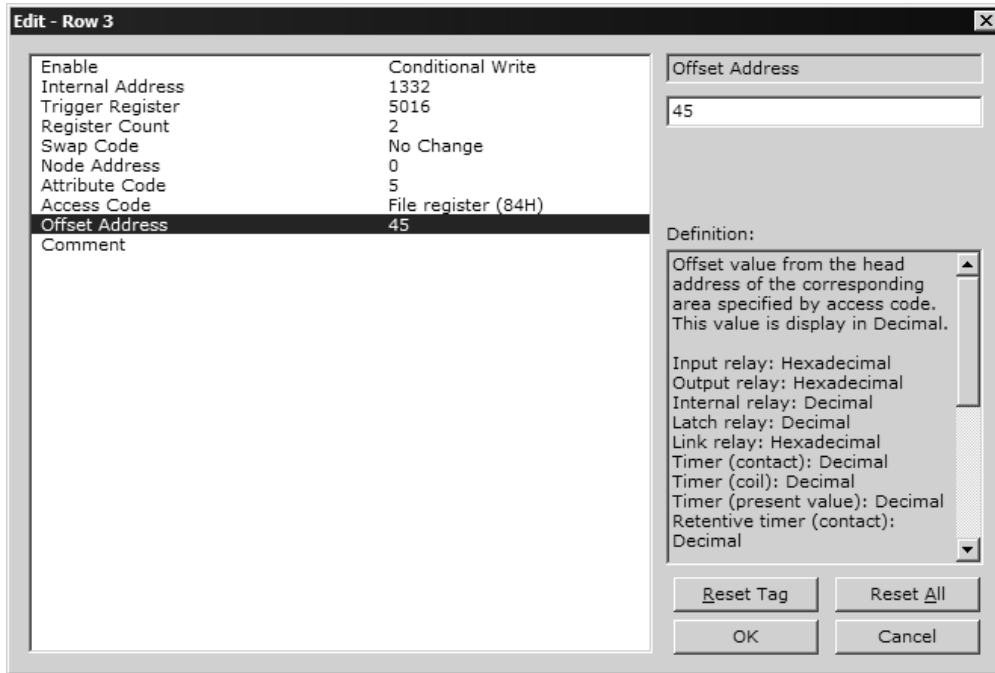 Edit - Row 3
Enable Conditional Write
Internal Address 1332
Trigger Register 5016
Register Count 2
Swap Code No Change
Node Address 0
Attribute Code 5
Access Code File register (84H)
Offset Address 45
Comment
Offset Address
45
Definition:
Offset value from the head
address of the corresponding
area specified by access code.
This value is display in Decimal.
Input relay: Hexadecimal
Output relay: Hexadecimal
Internal relay: Decimal
Latch relay: Decimal
Link relay: Hexadecimal
Timer (contact): Decimal
Timer (coil): Decimal
Timer (present value): Decimal
Retentive timer (contact):
Decimal
Reset Tag Reset All
OK Cancel